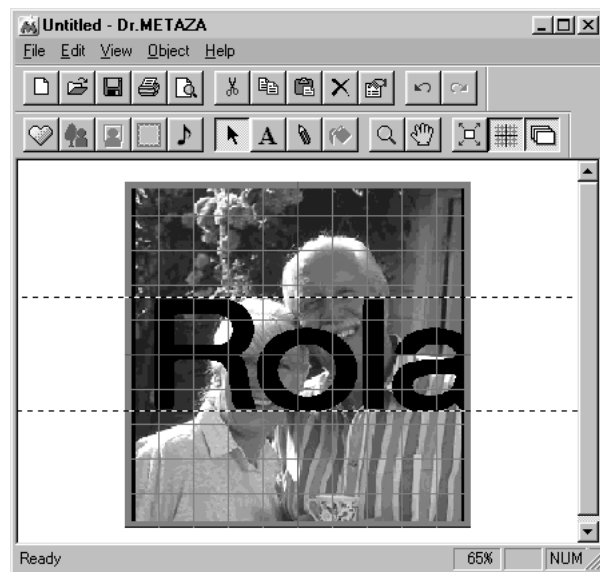 Untitled - Dr.METAZA
File Edit View Object Help
A
Rola
Ready 65% NUM